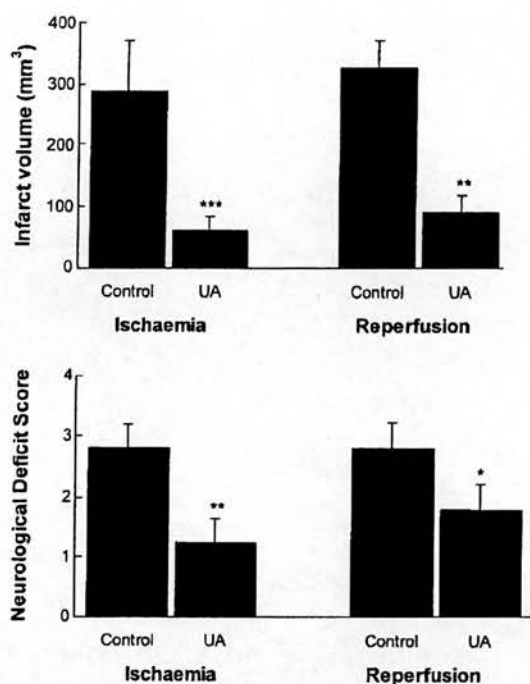 400
300
400
100
0
Infarct volume (mm³)
*** **
Control UA Control UA
Ischaemia Reperfusion
4
3
2
1
0
Neurological Deficit Score
** *
Control UA Control UA
Ischaemia Reperfusion